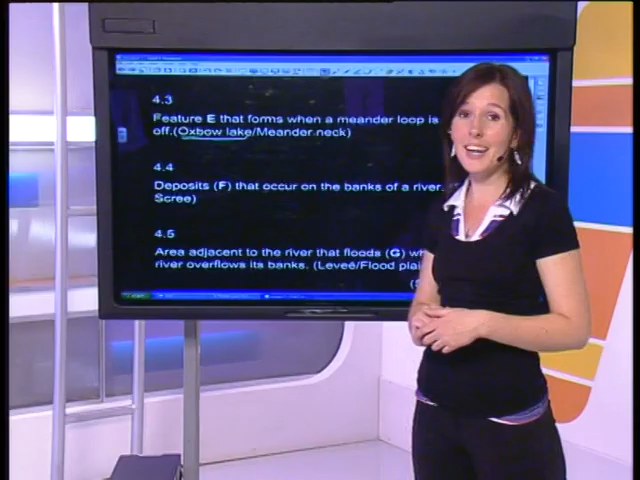 4.3
Feature E that forms when a meander loop is
off.(Oxbow lake/Meander neck)
4.4
Deposits (F) that occur on the banks of a river.
Scree)
4.5
Area adjacent to the river that floods (G)
river overflows its banks. (Leveé/Flood